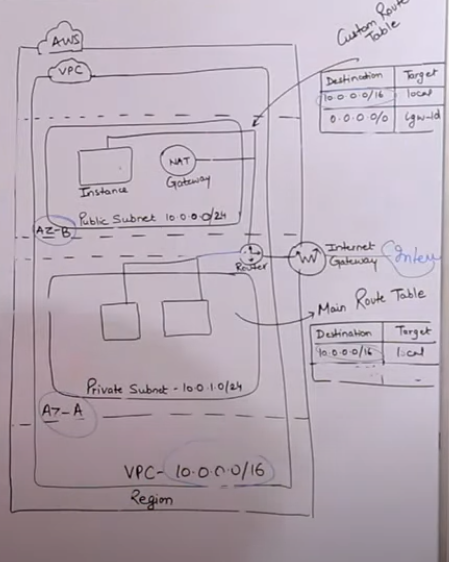 AWS
VPC
Custom Route
Table
Destination Target
10.0.0.0/16 local
0.0.0.0/0 igw-id
Instance
NAT
Gateway
Public Subnet 10.0.0.0/24
AZ-B
Router
Internet
Gateway
Main Route Table
Destination Target
10.0.0.0/16 local
Private Subnet - 10.0.1.0/24
AZ-A
VPC- 10.0.0.0/16
Region